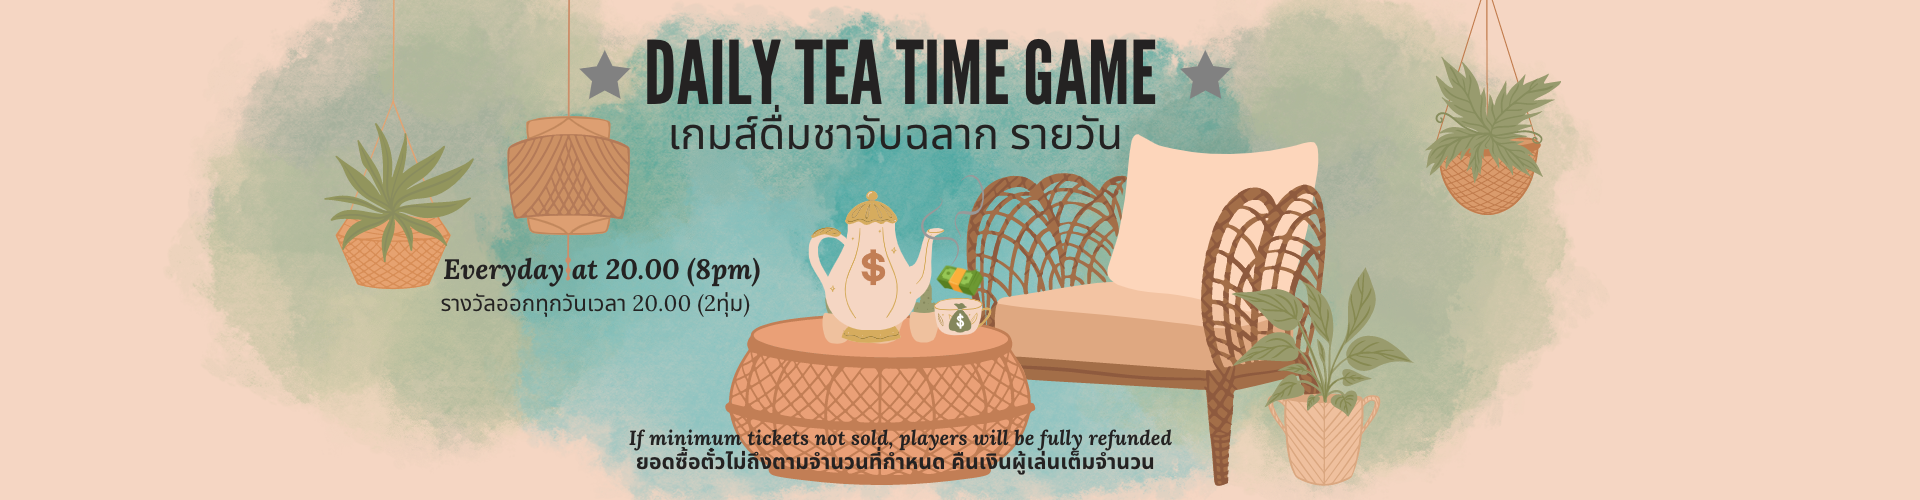 DAILY TEA TIME GAME
เกมส์ดื่มชาจับฉลาก รายวัน
$
Everyday at 20.00 (8pm)
รางวัลออกทุกวันเวลา 20.00 (2ทุ่ม)
$
If minimum tickets not sold, players will be fully refunded
ยอดซื้อตั๋วไม่ถึงตามจำนวนที่กำหนด คืนเงินผู้เล่นเต็มจำนวน